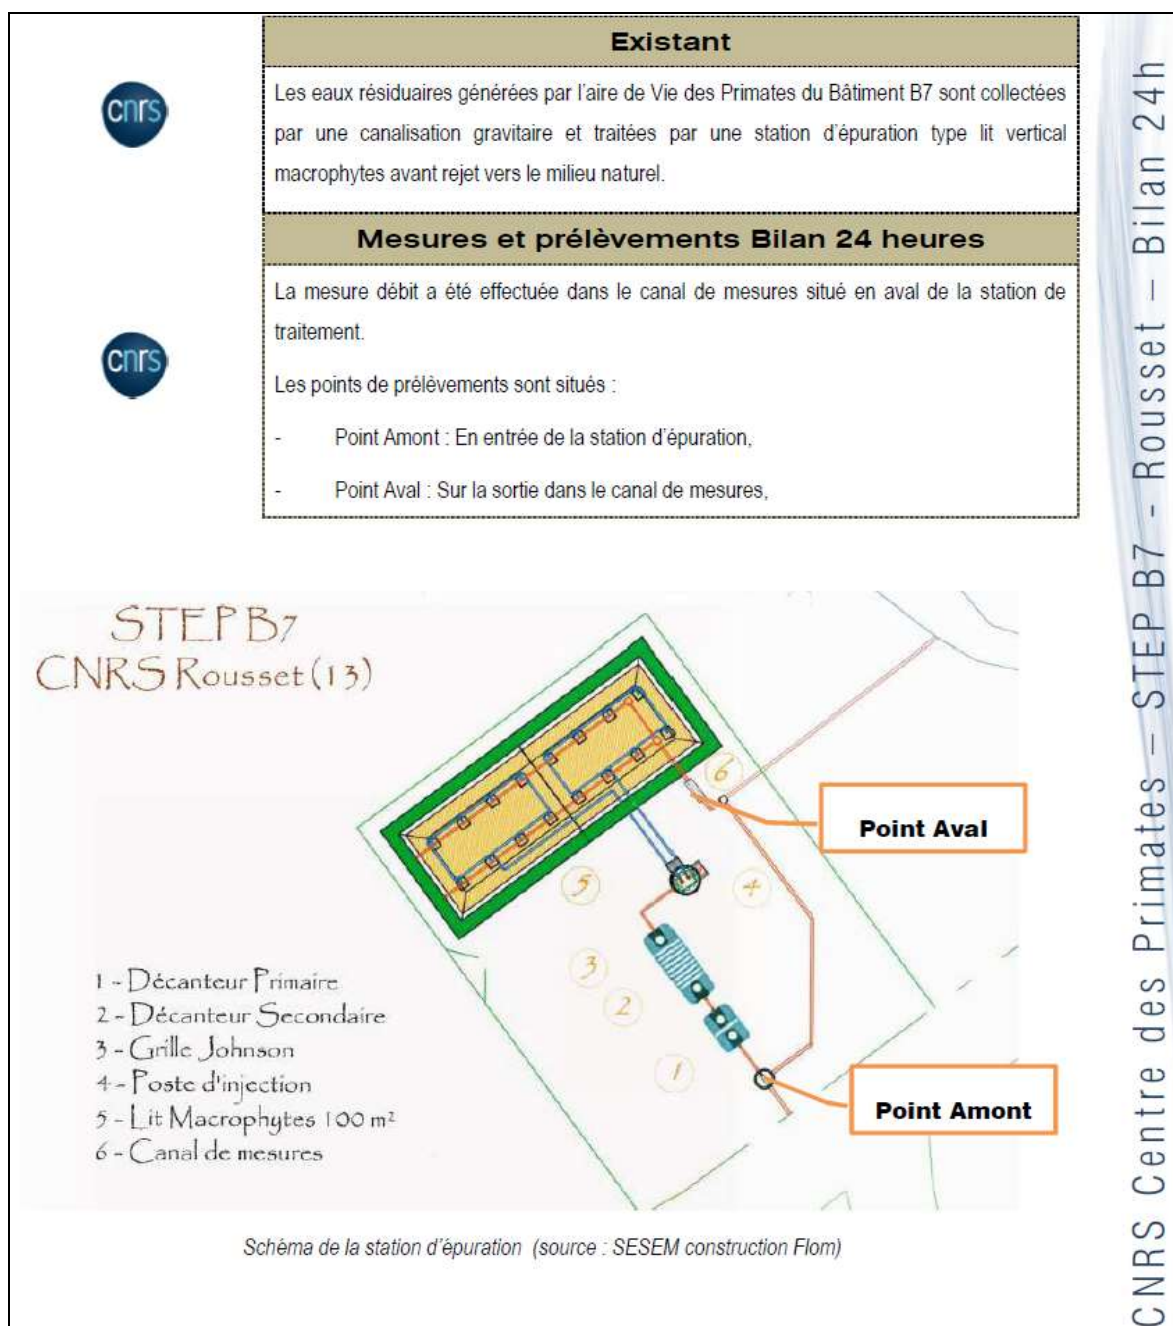 Existant
cnrs
Les eaux résiduaires générées par l'aire de Vie des Primates du Bâtiment B7 sont collectées
par une canalisation gravitaire et traitées par une station d'épuration type lit vertical
macrophytes avant rejet vers le milieu naturel.
Mesures et prélèvements Bilan 24 heures
cnrs
La mesure débit a été effectuée dans le canal de mesures situé en aval de la station de
traitement.
Les points de prélèvements sont situés :
- Point Amont : En entrée de la station d'épuration,
- Point Aval : Sur la sortie dans le canal de mesures,
STEP B7
CNRS Rousset (13)
6
Point Aval
5
4
3
2
1
Point Amont
1 - Décanteur Primaire
2 - Décanteur Secondaire
3 - Grille Johnson
4 - Poste d'injection
5 - Lit Macrophytes 100 m²
6 - Canal de mesures
Schéma de la station d'épuration (source : SESEM construction Flom)
CNRS Centre des Primates – STEP B7 - Rousset – Bilan 24h